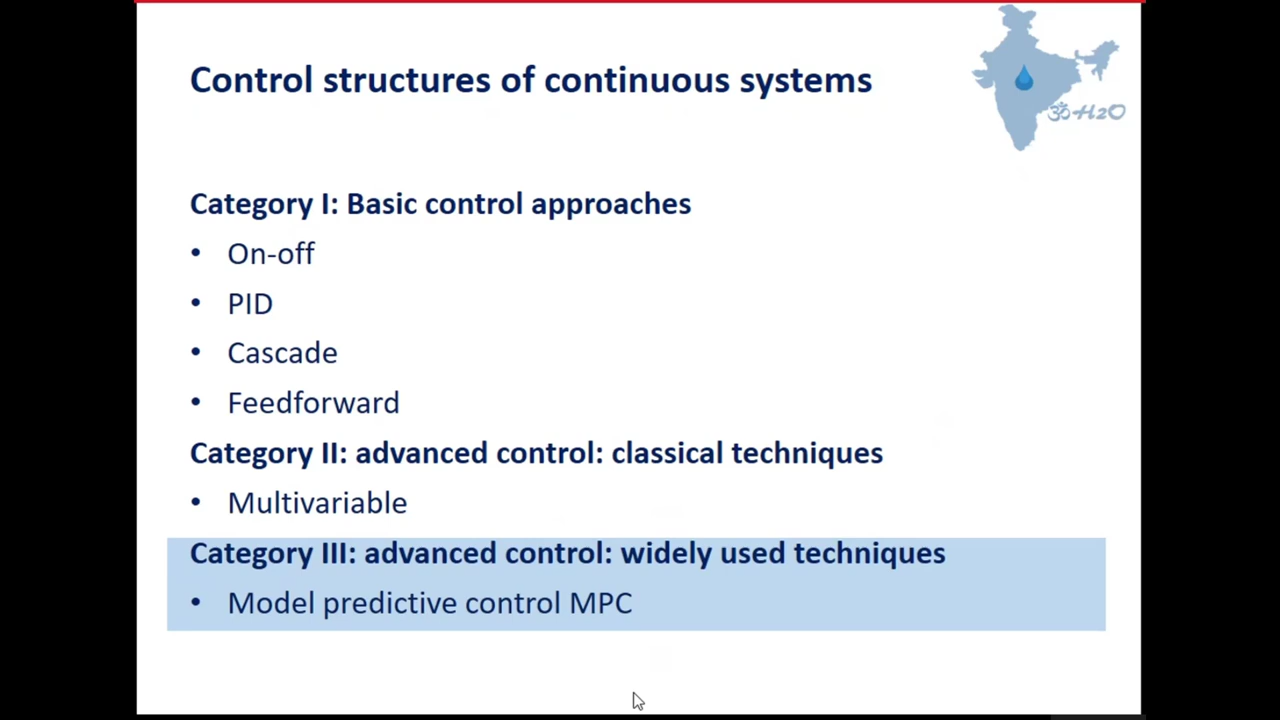 Control structures of continuous systems
ॐ H2O
Category I: Basic control approaches
• On-off
• PID
• Cascade
• Feedforward
Category II: advanced control: classical techniques
• Multivariable
Category III: advanced control: widely used techniques
• Model predictive control MPC